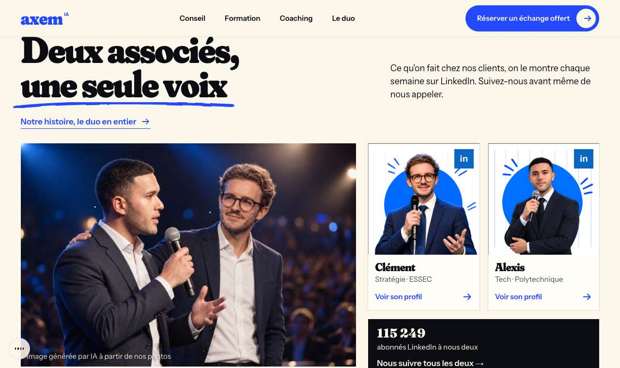 axem IA
Conseil
Formation
Coaching
Le duo
Réserver un échange offert →
Deux associés,
une seule voix
Ce qu'on fait chez nos clients, on le montre chaque
semaine sur LinkedIn. Suivez-nous avant même de
nous appeler.
Notre histoire, le duo en entier →
in
in
Clément
Stratégie · ESSEC
Voir son profil →
Alexis
Tech · Polytechnique
Voir son profil →
115 249
abonnés LinkedIn à nous deux
Nous suivre tous les deux →
Image générée par IA à partir de nos photos